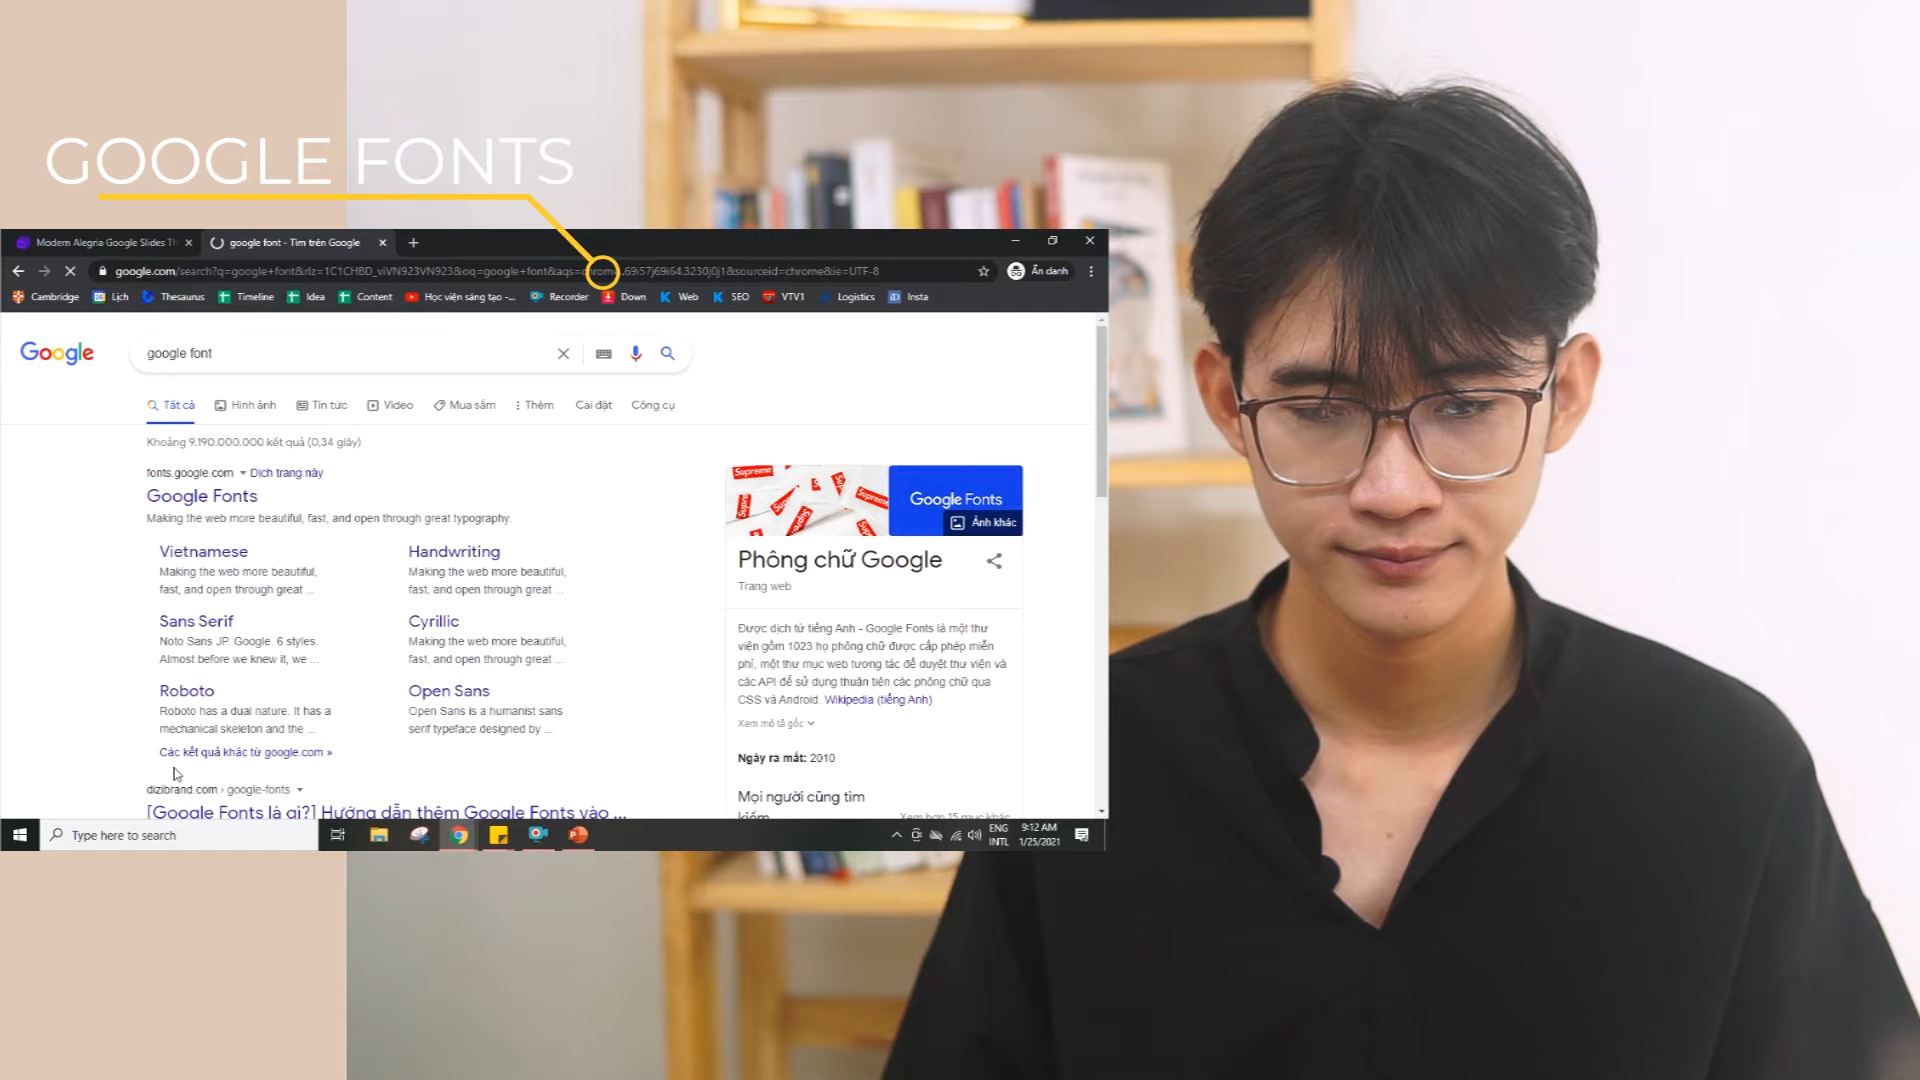 GOOGLE FONTS
Modern Alegria Google Slides Th
google font - Tìm trên Google
google.com/search?q=google+font&rlz=1C1CHBD_viVN923VN923&oq=google+font&aqs=chrome..69i57j69i64.3230j0j1&sourceid=chrome&ie=UTF-8
Ẩn danh
Cambridge Lịch Thesaurus Timeline Idea Content Học viện sáng tạo -... Recorder Down Web SEO VTV1 Logistics Insta
Google
google font
Tất cả Hình ảnh Tin tức Video Mua sắm Thêm Cài đặt Công cụ
Khoảng 9.190.000.000 kết quả (0,34 giây)
fonts.google.com Dịch trang này
Google Fonts
Making the web more beautiful, fast, and open through great typography.
Vietnamese
Making the web more beautiful,
fast, and open through great ...
Handwriting
Making the web more beautiful,
fast, and open through great ...
Sans Serif
Noto Sans JP. Google. 6 styles.
Almost before we knew it, we ...
Cyrillic
Making the web more beautiful,
fast, and open through great ...
Roboto
Roboto has a dual nature. It has a
mechanical skeleton and the ...
Open Sans
Open Sans is a humanist sans
serif typeface designed by ...
Các kết quả khác từ google.com »
dizibrand.com › google-fonts
[Google Fonts là gì?] Hướng dẫn thêm Google Fonts vào ...
Supreme
Supreme
Google Fonts
Ảnh khác
Phông chữ Google
Trang web
Được dịch từ tiếng Anh - Google Fonts là một thư
viện gồm 1023 họ phông chữ được cấp phép miễn
phí, một thư mục web tương tác để duyệt thư viện và
các API để sử dụng thuận tiện các phông chữ qua
CSS và Android. Wikipedia (tiếng Anh)
Xem mô tả gốc
Ngày ra mắt: 2010
Mọi người cũng tìm
kiếm
Xem hơn 15 mục khác
Type here to search
ENG
INTL
9:12 AM
1/25/2021